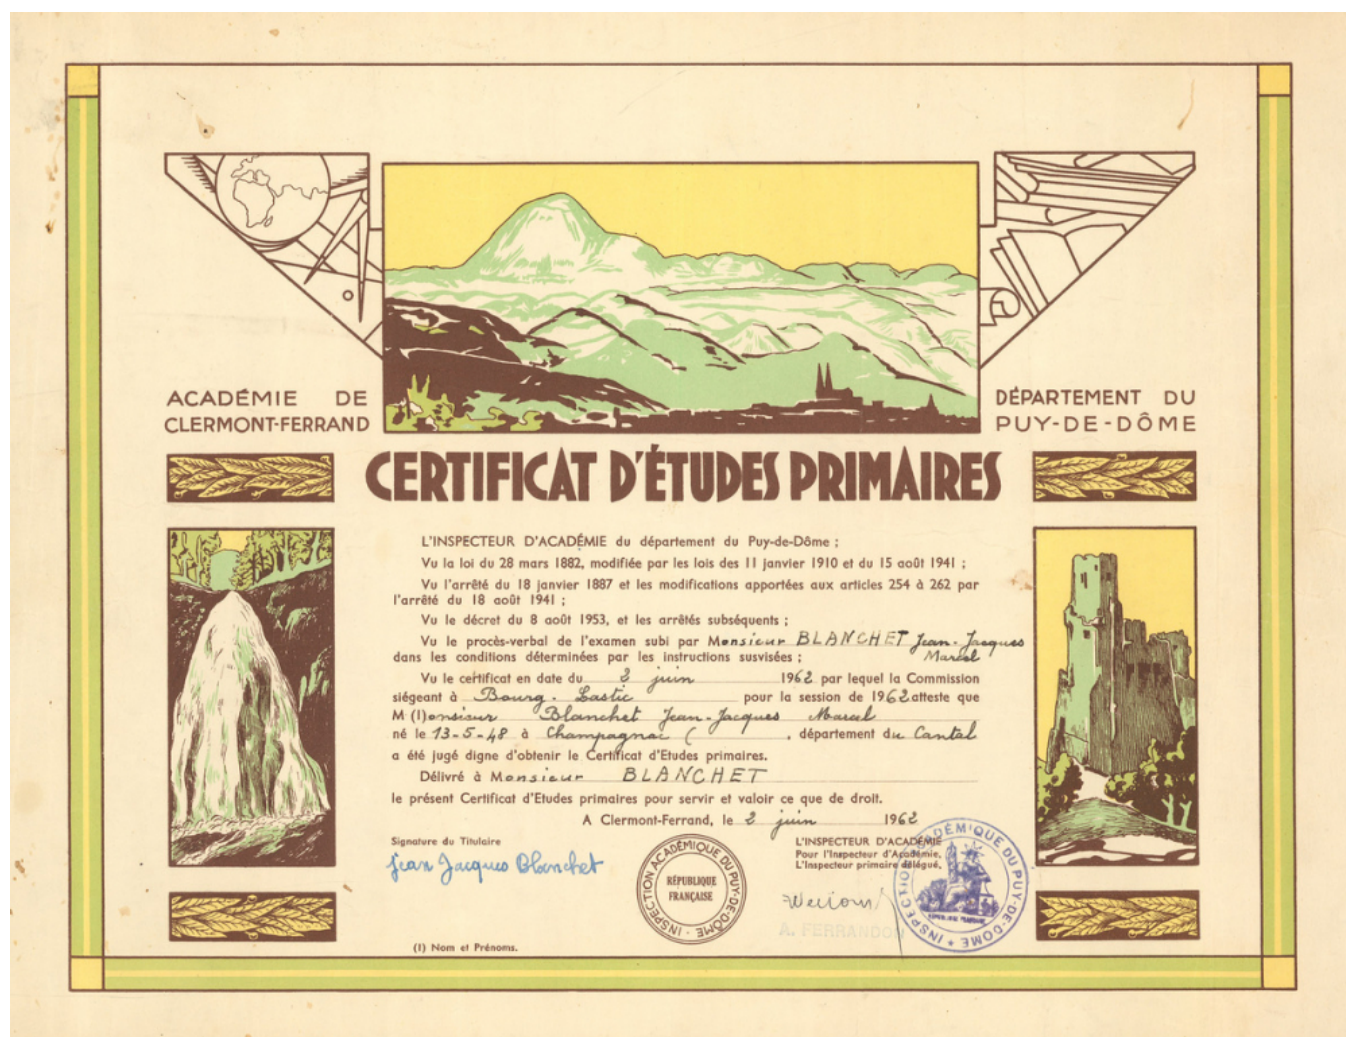 ACADÉMIE DE
CLERMONT-FERRAND
DÉPARTEMENT DU
PUY-DE-DÔME
CERTIFICAT D'ÉTUDES PRIMAIRES
L'INSPECTEUR D'ACADÉMIE du département du Puy-de-Dôme ;
Vu la loi du 28 mars 1882, modifiée par les lois des 11 janvier 1910 et du 15 août 1941 ;
Vu l'arrêté du 18 janvier 1887 et les modifications apportées aux articles 254 à 262 par
l'arrêté du 18 août 1941 ;
Vu le décret du 8 août 1953, et les arrêtés subséquents ;
Vu le procès-verbal de l'examen subi par Monsieur BLANCHET Jean-Jacques
dans les conditions déterminées par les instructions susvisées ; Marcel
Vu le certificat en date du 2 juin 1962 par lequel la Commission
siégeant à Bourg-Lastic pour la session de 1962 atteste que
M (1)onsieur Blanchet Jean-Jacques Marcel
né le 13-5-48 à Champagnac (, département du Cantal
a été jugé digne d'obtenir le Certificat d'Etudes primaires.
Délivré à Monsieur BLANCHET
le présent Certificat d'Etudes primaires pour servir et valoir ce que de droit.
A Clermont-Ferrand, le 2 juin 1962
Signature du Titulaire
Jean Jacques Blanchet
INSPECTION ACADÉMIQUE DU PUY-DE-DÔME
RÉPUBLIQUE
FRANÇAISE
L'INSPECTEUR D'ACADÉMIE
Pour l'Inspecteur d'Académie,
L'Inspecteur primaire délégué,
A. FERRANDON
INSPECTION ACADÉMIQUE DU PUY-DE-DOME
(1) Nom et Prénoms.